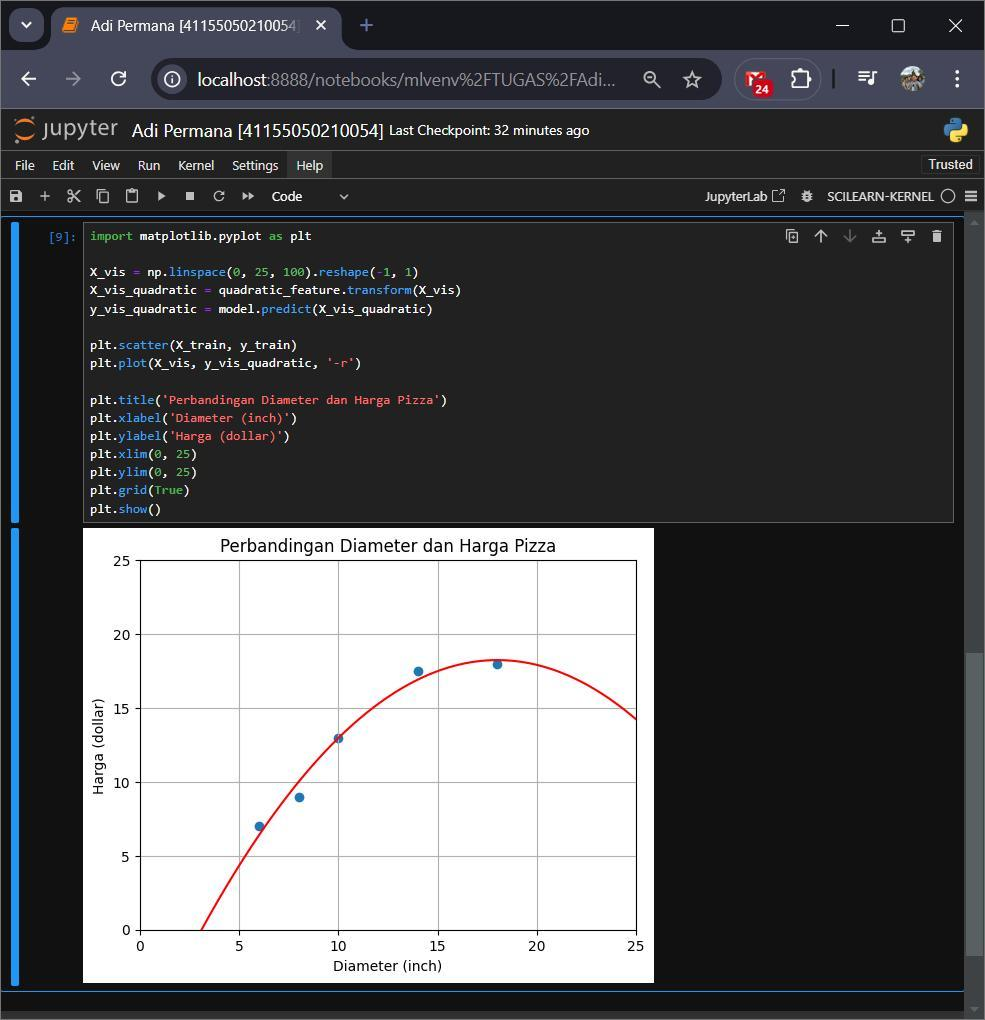 Adi Permana [41155050210054]
localhost:8888/notebooks/mlvenv%2FTUGAS%2FAdi...
24
jupyter Adi Permana [41155050210054] Last Checkpoint: 32 minutes ago
File Edit View Run Kernel Settings Help Trusted
Code JupyterLab SCILEARN-KERNEL
[9]: import matplotlib.pyplot as plt
X_vis = np.linspace(0, 25, 100).reshape(-1, 1)
X_vis_quadratic = quadratic_feature.transform(X_vis)
y_vis_quadratic = model.predict(X_vis_quadratic)
plt.scatter(X_train, y_train)
plt.plot(X_vis, y_vis_quadratic, '-r')
plt.title('Perbandingan Diameter dan Harga Pizza')
plt.xlabel('Diameter (inch)')
plt.ylabel('Harga (dollar)')
plt.xlim(0, 25)
plt.ylim(0, 25)
plt.grid(True)
plt.show()
Perbandingan Diameter dan Harga Pizza
25
20
15
10
5
0
Harga (dollar)
0 5 10 15 20 25
Diameter (inch)